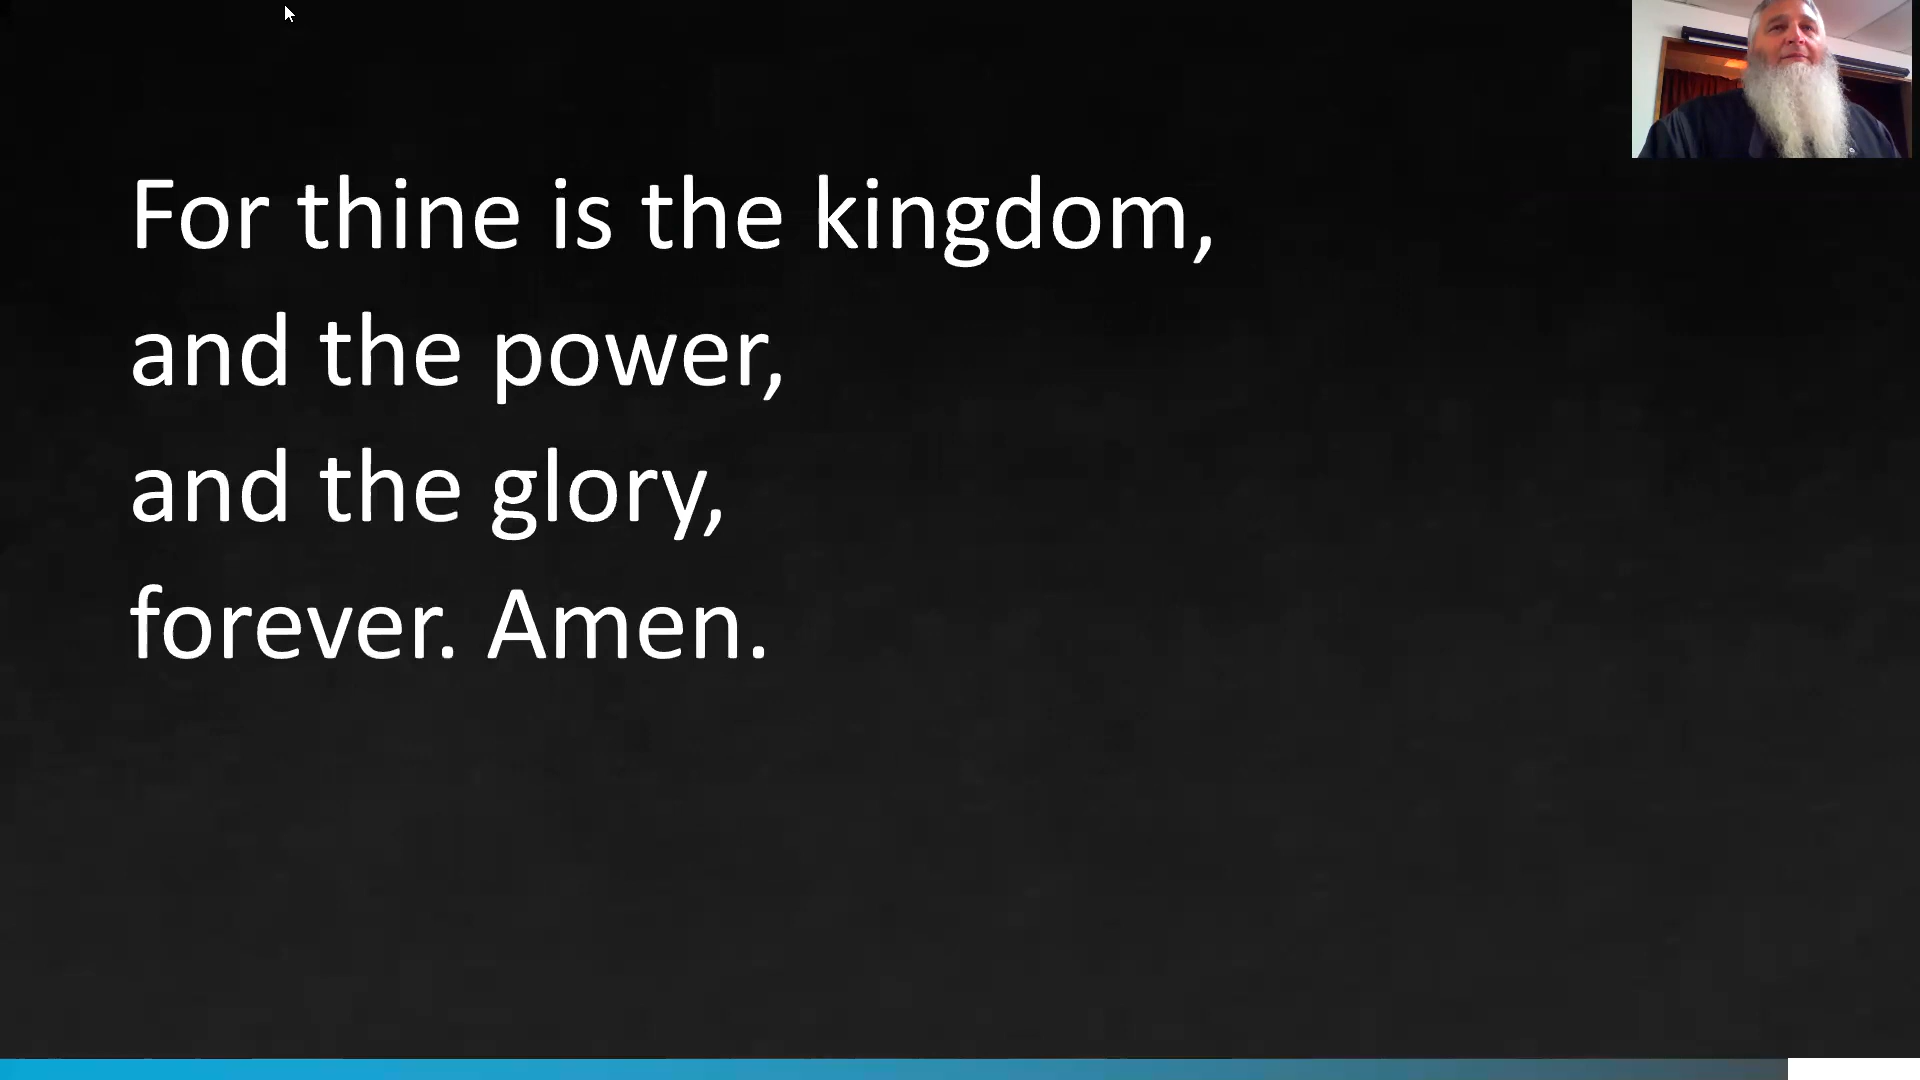 For thine is the kingdom,
and the power,
and the glory,
forever. Amen.